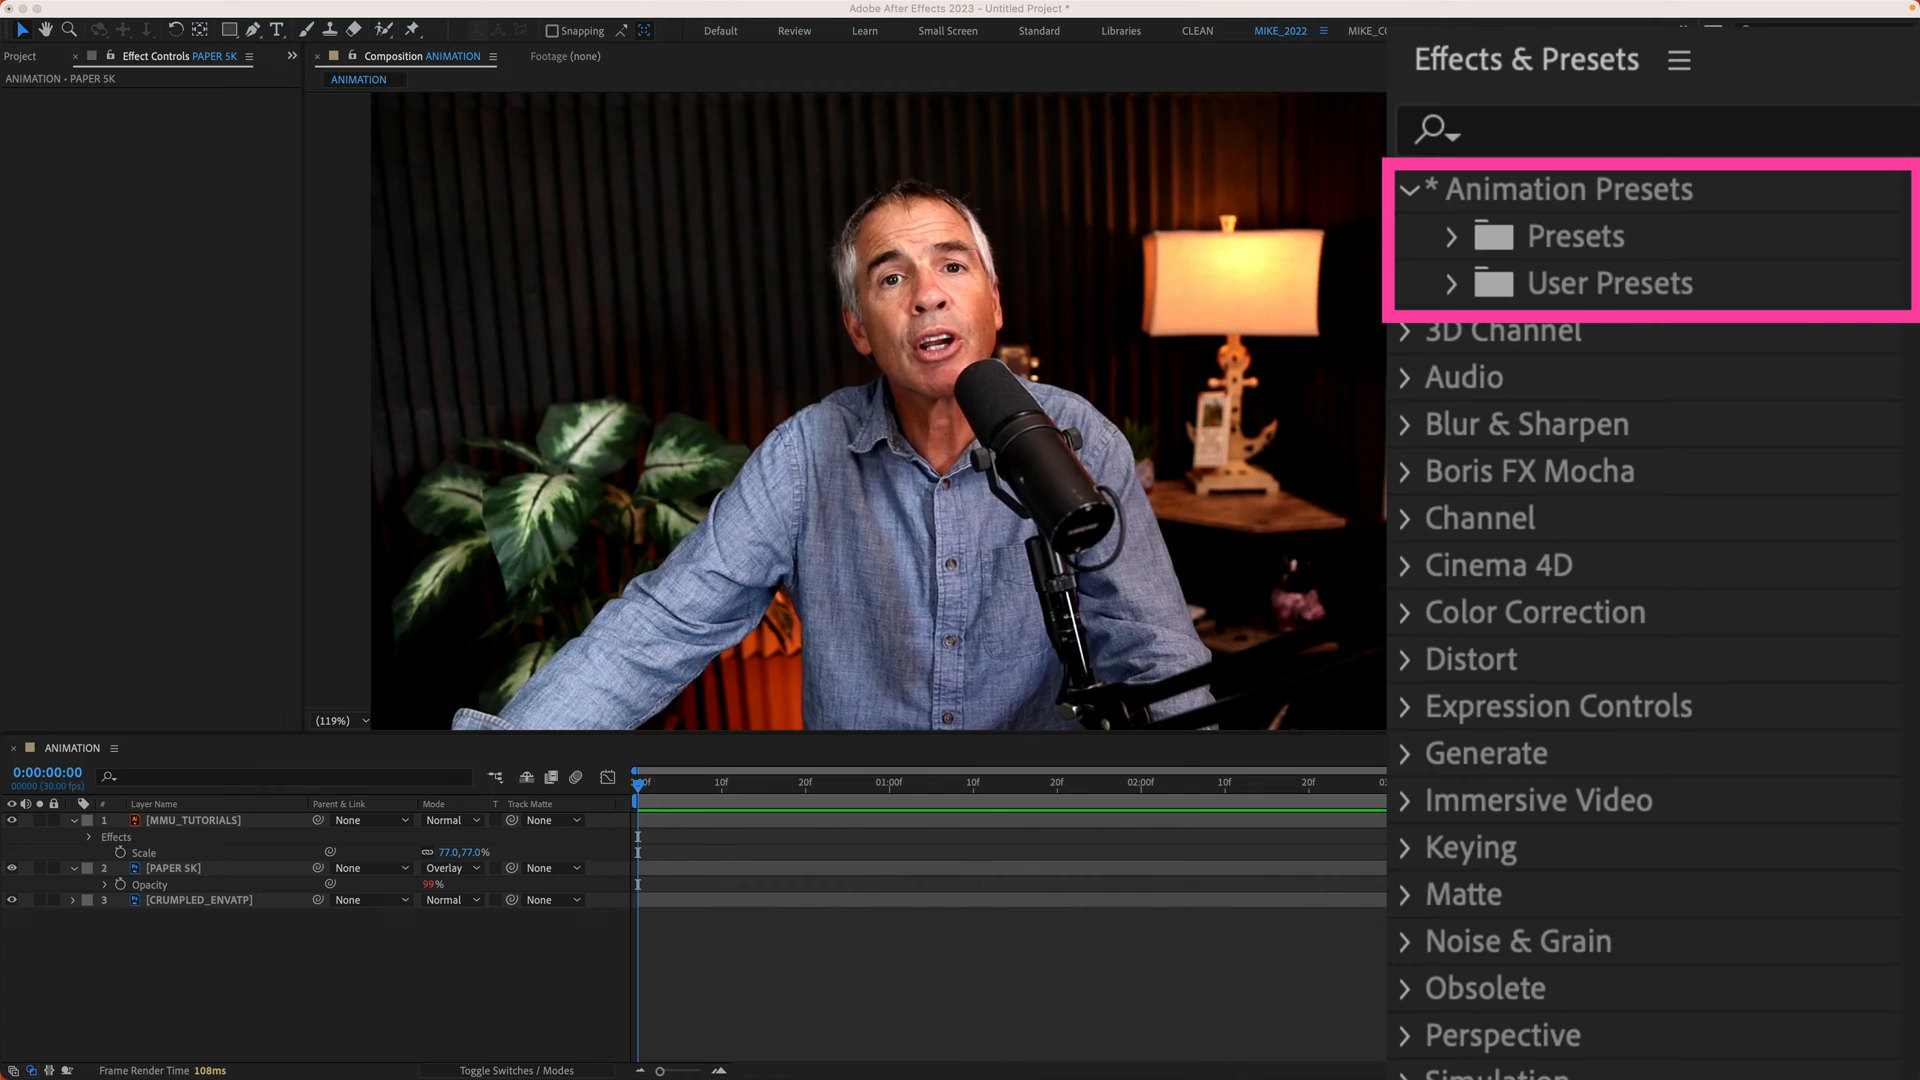 Adobe After Effects 2023 - Untitled Project *
Snapping
Default
Review
Learn
Small Screen
Standard
Libraries
CLEAN
MIKE_2022
MIKE_CO
Project
Effect Controls PAPER 5K
Composition ANIMATION
Footage (none)
ANIMATION • PAPER 5K
ANIMATION
Effects & Presets
* Animation Presets
Presets
User Presets
3D Channel
Audio
Blur & Sharpen
Boris FX Mocha
Channel
Cinema 4D
Color Correction
Distort
Expression Controls
Generate
Immersive Video
Keying
Matte
Noise & Grain
Obsolete
Perspective
Simulation
(119%)
ANIMATION
0:00:00:00
00000 (30.00 fps)
:00f 10f 20f 01:00f 10f 20f 02:00f 10f 20f
# Layer Name Parent & Link Mode T Track Matte
1 [MMU_TUTORIALS] None Normal None
Effects
Scale 77.0,77.0%
2 [PAPER 5K] None Overlay None
Opacity 99%
3 [CRUMPLED_ENVATP] None Normal None
Frame Render Time 108ms
Toggle Switches / Modes